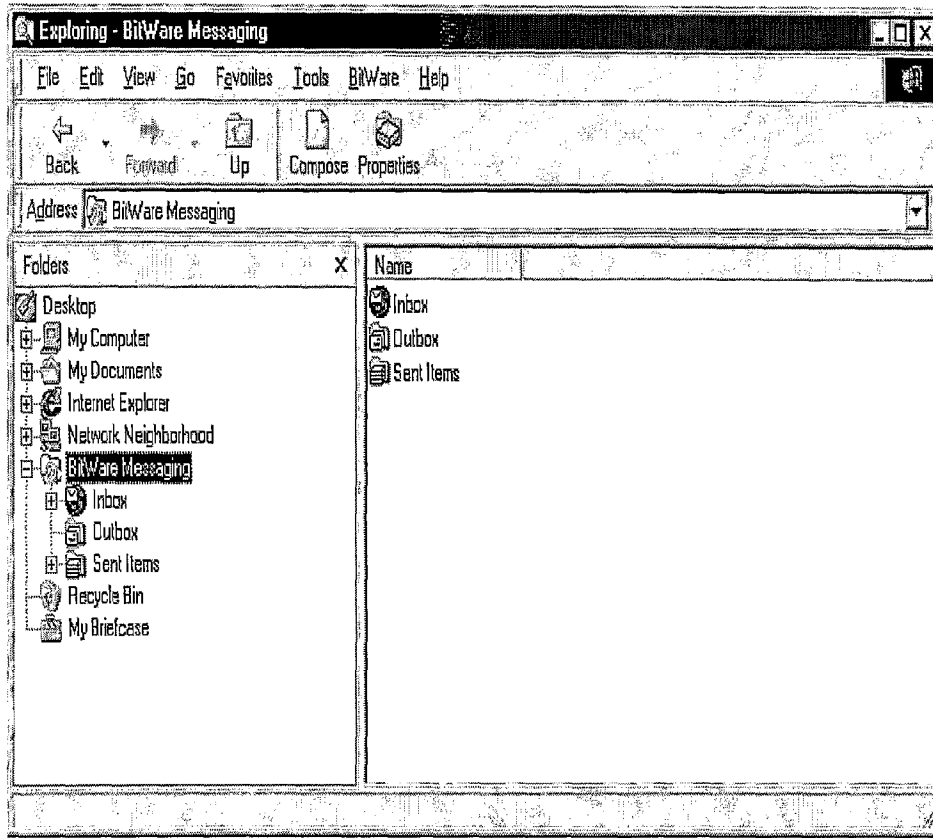 Exploring - BitWare Messaging
File Edit View Go Favorites Tools BitWare Help
Back Forward Up Compose Properties
Address BitWare Messaging
Folders X
Desktop
My Computer
My Documents
Internet Explorer
Network Neighborhood
BitWare Messaging
Inbox
Outbox
Sent Items
Recycle Bin
My Briefcase
Name
Inbox
Outbox
Sent Items